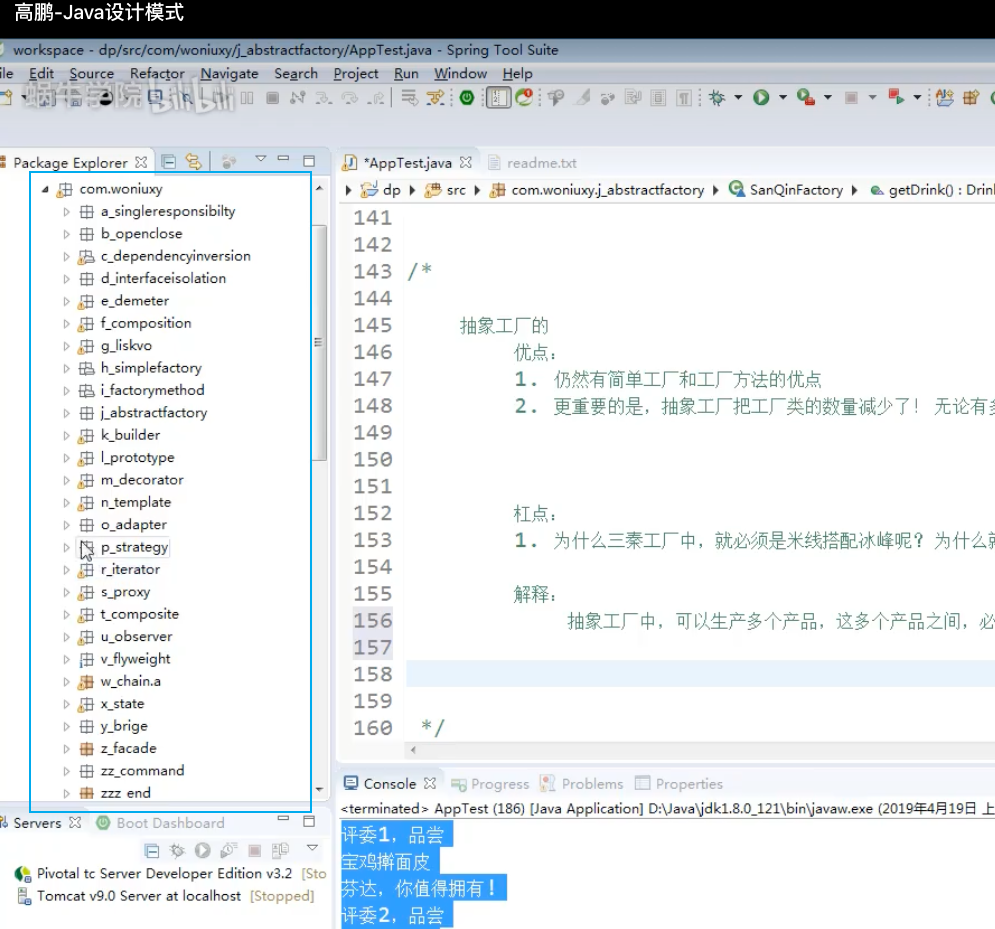 高鹏-Java设计模式
workspace - dp/src/com/woniuxy/j_abstractfactory/AppTest.java - Spring Tool Suite
ile Edit Source Refactor Navigate Search Project Run Window Help
蜗牛学院 bilibili
Package Explorer
*AppTest.java
readme.txt
dp src com.woniuxy.j_abstractfactory SanQinFactory getDrink() : Drin
com.woniuxy
a_singleresponsibilty
b_openclose
c_dependencyinversion
d_interfaceisolation
e_demeter
f_composition
g_liskvo
h_simplefactory
i_factorymethod
j_abstractfactory
k_builder
l_prototype
m_decorator
n_template
o_adapter
p_strategy
r_iterator
s_proxy
t_composite
u_observer
v_flyweight
w_chain.a
x_state
y_brige
z_facade
zz_command
zzz_end
141
142
143 /*
144
145 抽象工厂的
146 优点：
147 1. 仍然有简单工厂和工厂方法的优点
148 2. 更重要的是，抽象工厂把工厂类的数量减少了！无论有多
149
150
151
152 杠点：
153 1. 为什么三秦工厂中，就必须是米线搭配冰峰呢？为什么就
154
155 解释：
156 抽象工厂中，可以生产多个产品，这多个产品之间，必
157
158
159
160 */
Servers
Boot Dashboard
Pivotal tc Server Developer Edition v3.2 [Sto
Tomcat v9.0 Server at localhost [Stopped]
Console Progress Problems Properties
<terminated> AppTest (186) [Java Application] D:\Java\jdk1.8.0_121\bin\javaw.exe (2019年4月19日 上
评委1，品尝
宝鸡擀面皮
芬达，你值得拥有！
评委2，品尝